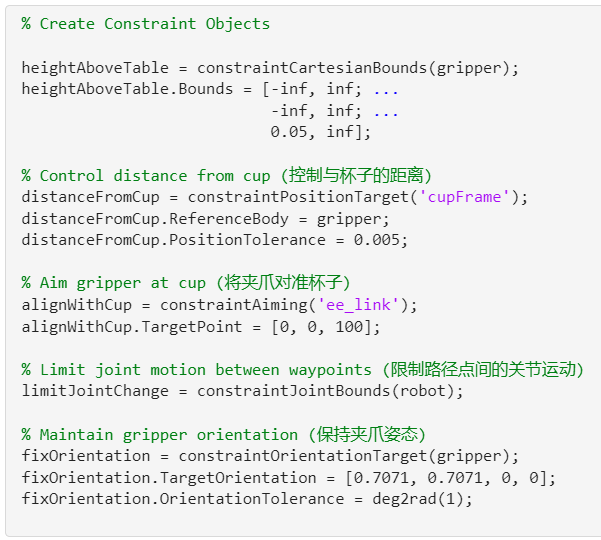 % Create Constraint Objects
heightAboveTable = constraintCartesianBounds(gripper);
heightAboveTable.Bounds = [-inf, inf; ...
-inf, inf; ...
0.05, inf];
% Control distance from cup (控制与杯子的距离)
distanceFromCup = constraintPositionTarget('cupFrame');
distanceFromCup.ReferenceBody = gripper;
distanceFromCup.PositionTolerance = 0.005;
% Aim gripper at cup (将夹爪对准杯子)
alignWithCup = constraintAiming('ee_link');
alignWithCup.TargetPoint = [0, 0, 100];
% Limit joint motion between waypoints (限制路径点间的关节运动)
limitJointChange = constraintJointBounds(robot);
% Maintain gripper orientation (保持夹爪姿态)
fixOrientation = constraintOrientationTarget(gripper);
fixOrientation.TargetOrientation = [0.7071, 0.7071, 0, 0];
fixOrientation.OrientationTolerance = deg2rad(1);